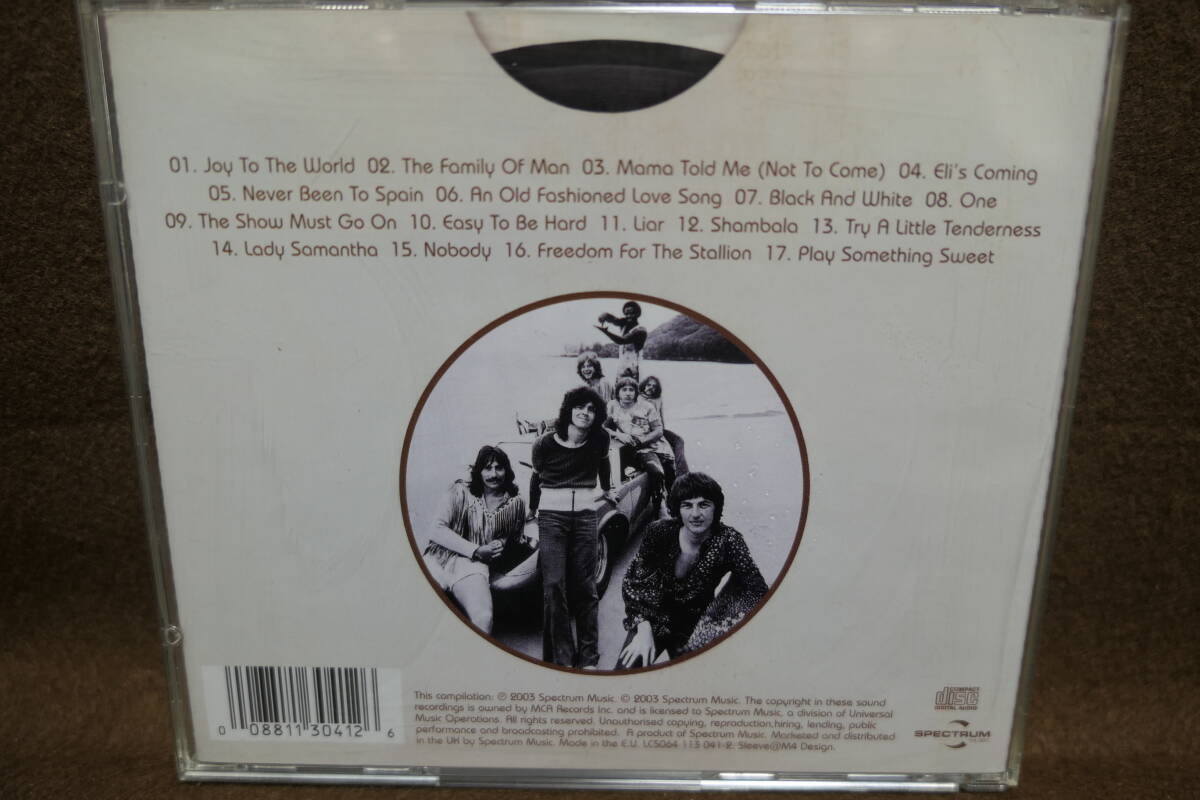 01. Joy To The World 02. The Family Of Man 03. Mama Told Me (Not To Come) 04. Eli's Coming
05. Never Been To Spain 06. An Old Fashioned Love Song 07. Black And White 08. One
09. The Show Must Go On 10. Easy To Be Hard 11. Liar 12. Shambala 13. Try A Little Tenderness
14. Lady Samantha 15. Nobody 16. Freedom For The Stallion 17. Play Something Sweet
This compilation: ℗ 2003 Spectrum Music. © 2003 Spectrum Music. The copyright in these sound
recordings is owned by MCA Records Inc. and is licensed to Spectrum Music, a division of Universal
Music Operations. All rights reserved. Unauthorised copying, reproduction,hiring, lending, public
performance and broadcasting prohibited. A product of Spectrum Music. Marketed and distributed
in the UK by Spectrum Music. Made in the E.U. LC5064 113 041-2. Sleeve@M4 Design.
0 08811 30412 6
COMPACT
disc
DIGITAL AUDIO
SPECTRUM
MUSIC